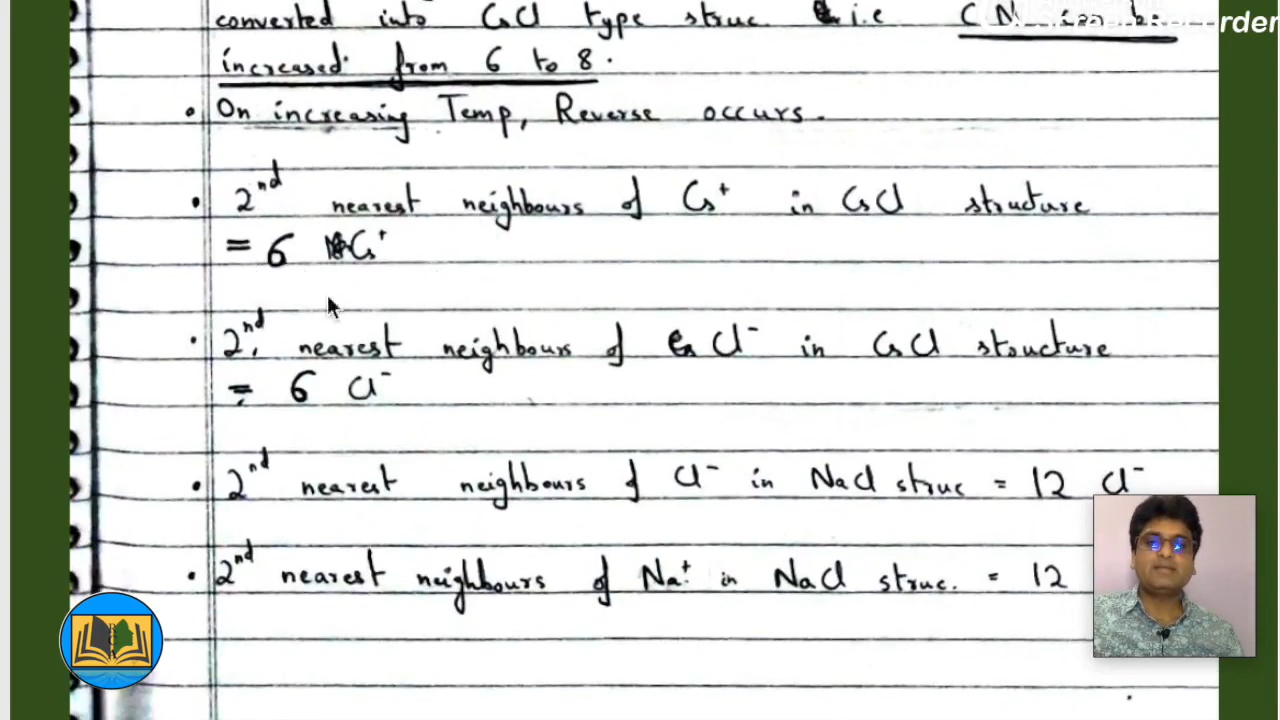 converted into CsCl type struc. i.e C N
Screen Recorder
increased from 6 to 8.
• On increasing Temp, Reverse occurs.
• 2nd nearest neighbours of Cs+ in CsCl structure
= 6 Cs+
• 2nd nearest neighbours of Cl- in CsCl structure
= 6 Cl-
• 2nd nearest neighbours of Cl- in NaCl struc = 12 Cl-
• 2nd nearest neighbours of Na+ in NaCl struc. = 12